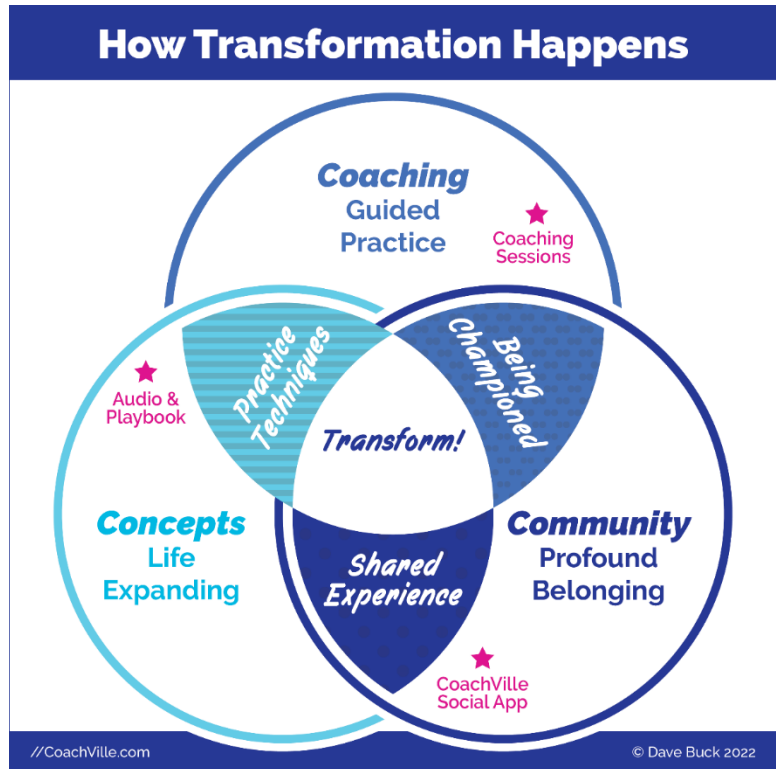 How Transformation Happens
Coaching
Guided
Practice
Coaching
Sessions
Practice
Techniques
Being
Championed
Audio &
Playbook
Transform!
Concepts
Life
Expanding
Community
Profound
Belonging
Shared
Experience
CoachVille
Social App
//CoachVille.com
© Dave Buck 2022